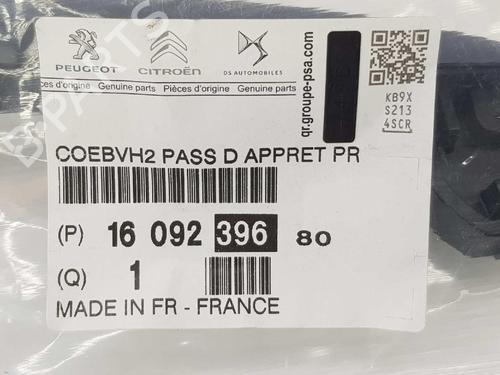 PEUGEOT CITROËN DS AUTOMOBILES
Pièces d'origine Genuine parts Pièces d'origine Genuine parts
qr.groupe-psa.com
KB9X
S213
4SCR
COEBVH2 PASS D APPRET PR
(P) 16 092 396 80
(Q) 1
MADE IN FR - FRANCE